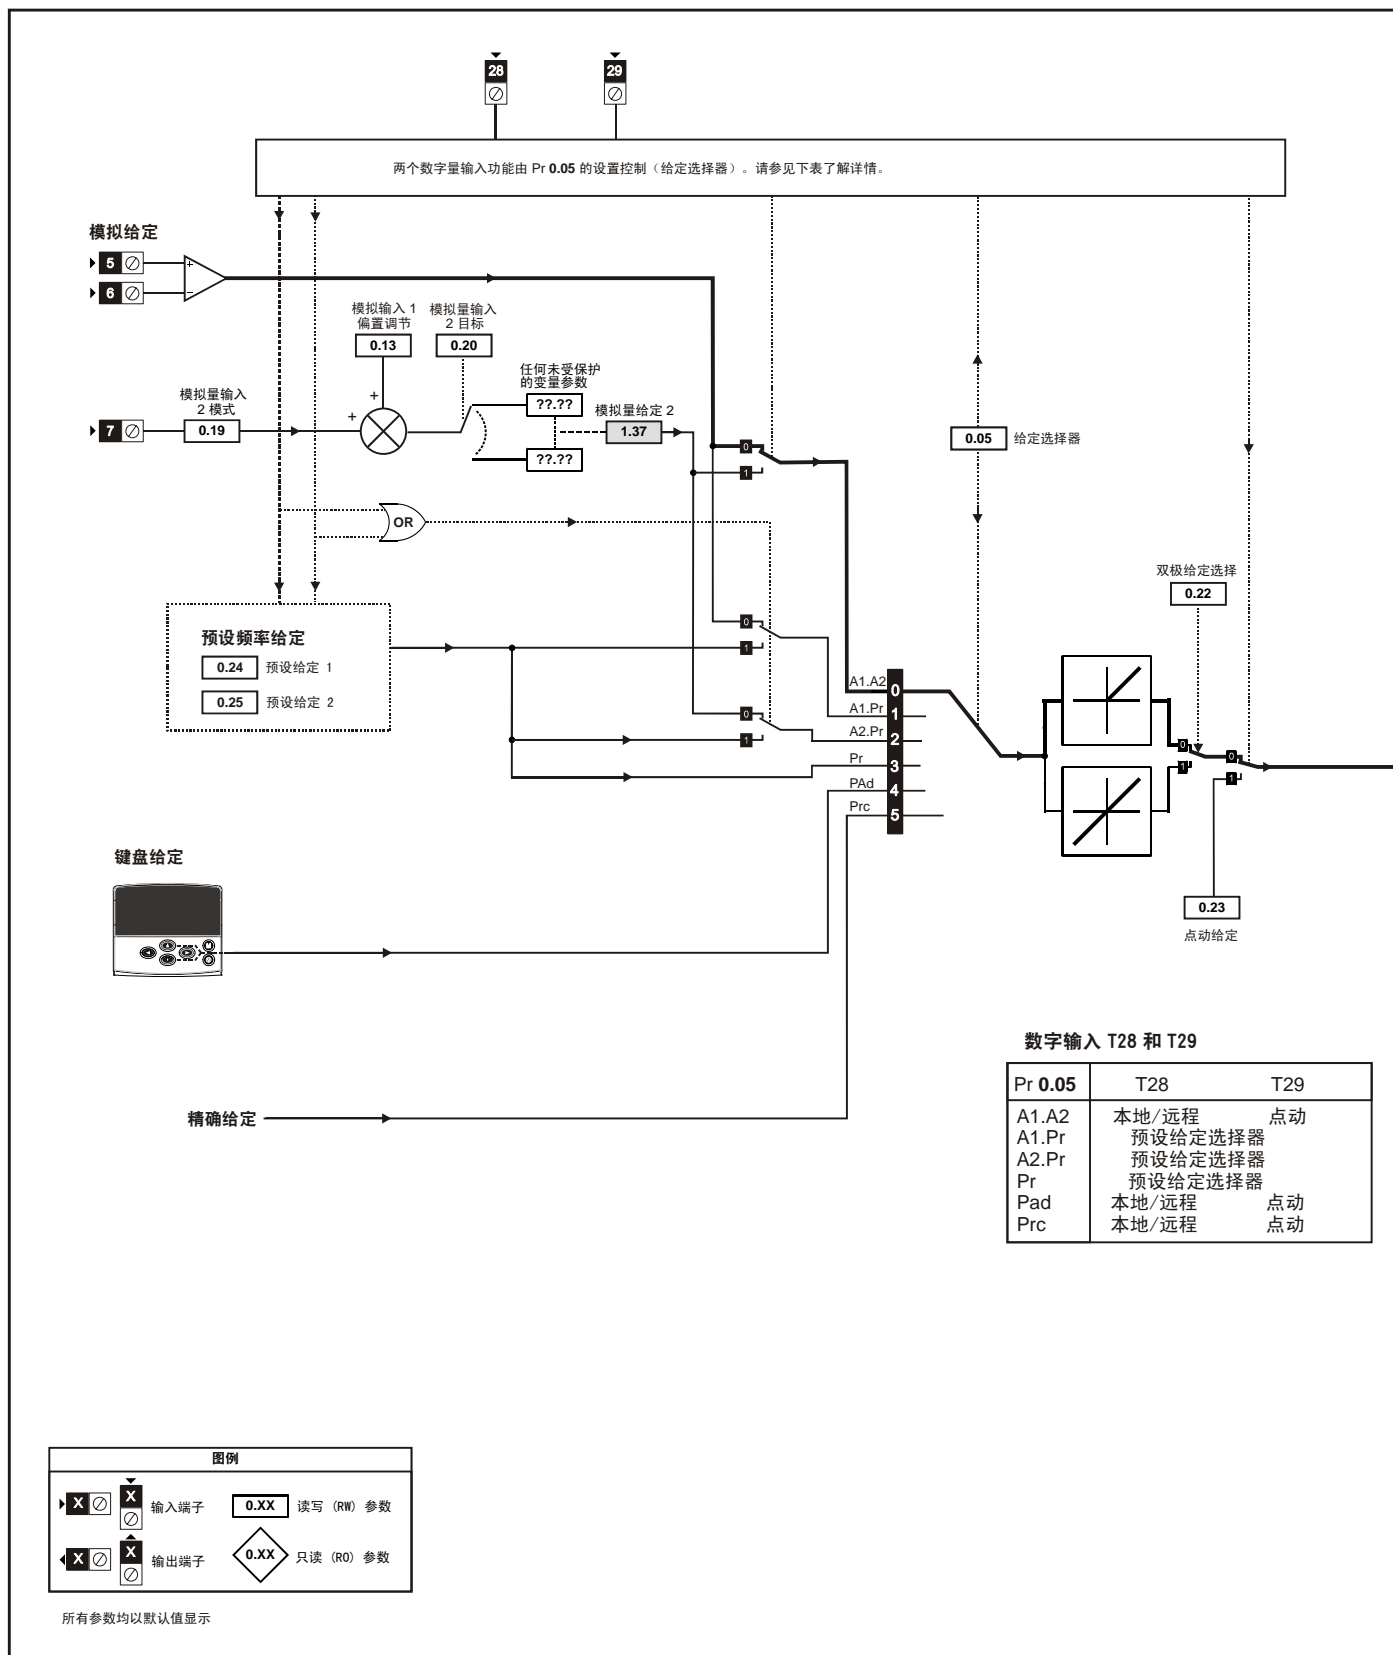 28
29
两个数字量输入功能由 Pr 0.05 的设置控制（给定选择器）。请参见下表了解详情。
模拟给定
5
+
6
−
模拟输入 1
偏置调节
0.13
模拟量输入
2 目标
0.20
任何未受保护
的变量参数
??.??
??.??
模拟量给定 2
1.37
模拟量输入
2 模式
0.19
7
+
+
0
1
0.05 给定选择器
OR
双极给定选择
0.22
预设频率给定
0.24 预设给定 1
0.25 预设给定 2
0
1
0
1
A1.A2 0
A1.Pr 1
A2.Pr 2
Pr 3
PAd 4
Prc 5
0
1
0
1
0.23
点动给定
键盘给定
精确给定
数字输入 T28 和 T29
Pr 0.05 T28 T29
A1.A2 本地/远程 点动
A1.Pr 预设给定选择器
A2.Pr 预设给定选择器
Pr 预设给定选择器
Pad 本地/远程 点动
Prc 本地/远程 点动
图例
X X 输入端子 0.XX 读写 (RW) 参数
X X 输出端子 0.XX 只读 (RO) 参数
所有参数均以默认值显示